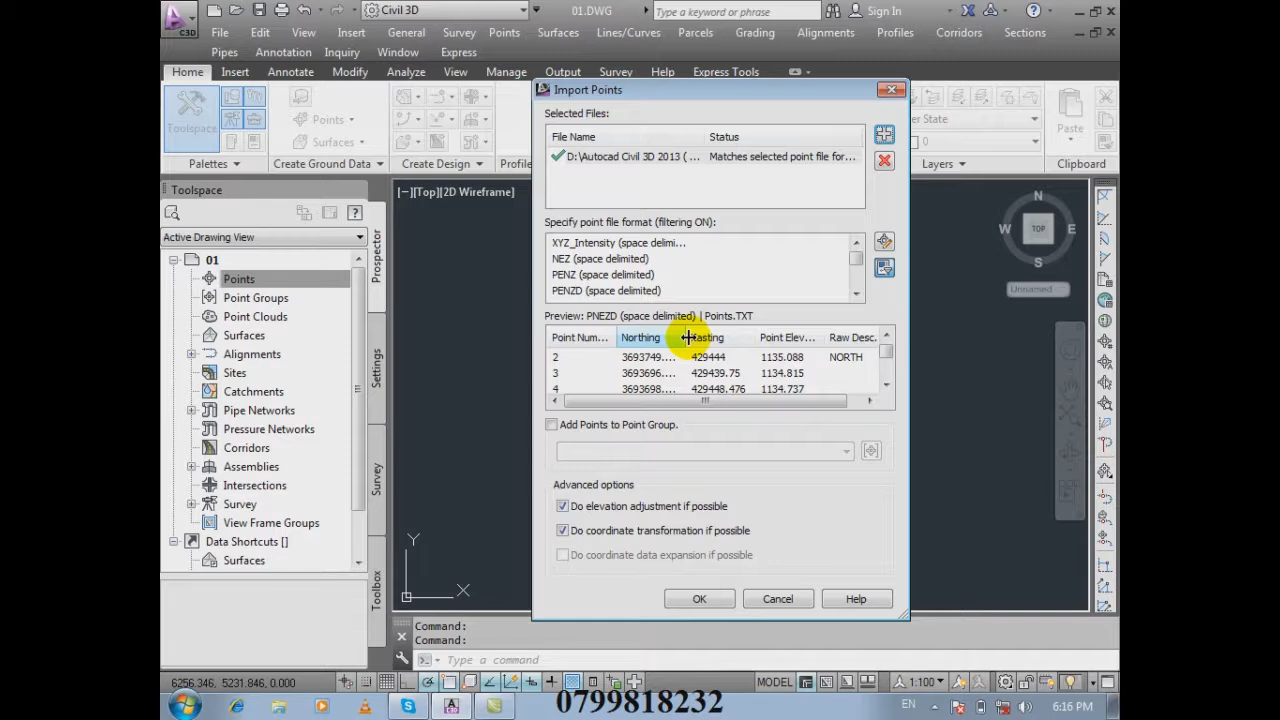 Civil 3D
01.DWG
Type a keyword or phrase
Sign In
C3D
File Edit View Insert General Survey Points Surfaces Lines/Curves Parcels Grading Alignments Profiles Corridors Sections
Pipes Annotation Inquiry Window Express
Home Insert Annotate Modify Analyze View Manage Output Survey Help Express Tools
Toolspace
Points
Surfaces
er State
0
Paste
Palettes
Create Ground Data
Create Design
Profile
Layers
Clipboard
Toolspace
Active Drawing View
01
Points
Point Groups
Point Clouds
Surfaces
Alignments
Sites
Catchments
Pipe Networks
Pressure Networks
Corridors
Assemblies
Intersections
Survey
View Frame Groups
Data Shortcuts []
Surfaces
Prospector
Settings
Survey
Toolbox
[−][Top][2D Wireframe]
N
W TOP E
S
Unnamed
Y
X
Import Points
Selected Files:
File Name Status
D:\Autocad Civil 3D 2013 ( ... Matches selected point file for...
Specify point file format (filtering ON):
XYZ_Intensity (space delimi...
NEZ (space delimited)
PENZ (space delimited)
PENZD (space delimited)
Preview: PNEZD (space delimited) | Points.TXT
Point Num... Northing Easting Point Elev... Raw Desc.
2 3693749.... 429444 1135.088 NORTH
3 3693696.... 429439.75 1134.815
4 3693698.... 429448.476 1134.737
Add Points to Point Group.
Advanced options
Do elevation adjustment if possible
Do coordinate transformation if possible
Do coordinate data expansion if possible
OK Cancel Help
Command:
Command:
Type a command
6256.346, 5231.846, 0.000
MODEL
1:100
0799818232
EN
6:16 PM